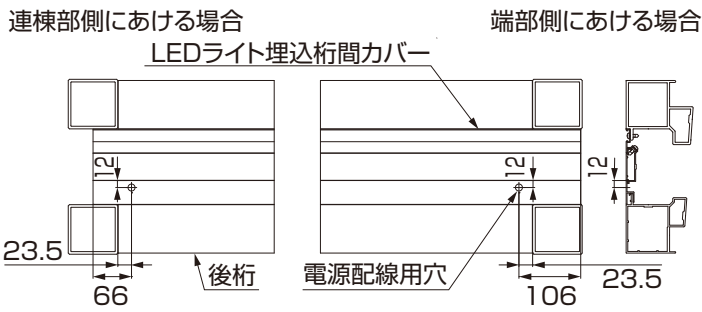 連棟部側にあける場合
端部側にあける場合
LEDライト埋込桁間カバー
12
12
12
23.5
後桁
電源配線用穴
23.5
66
106